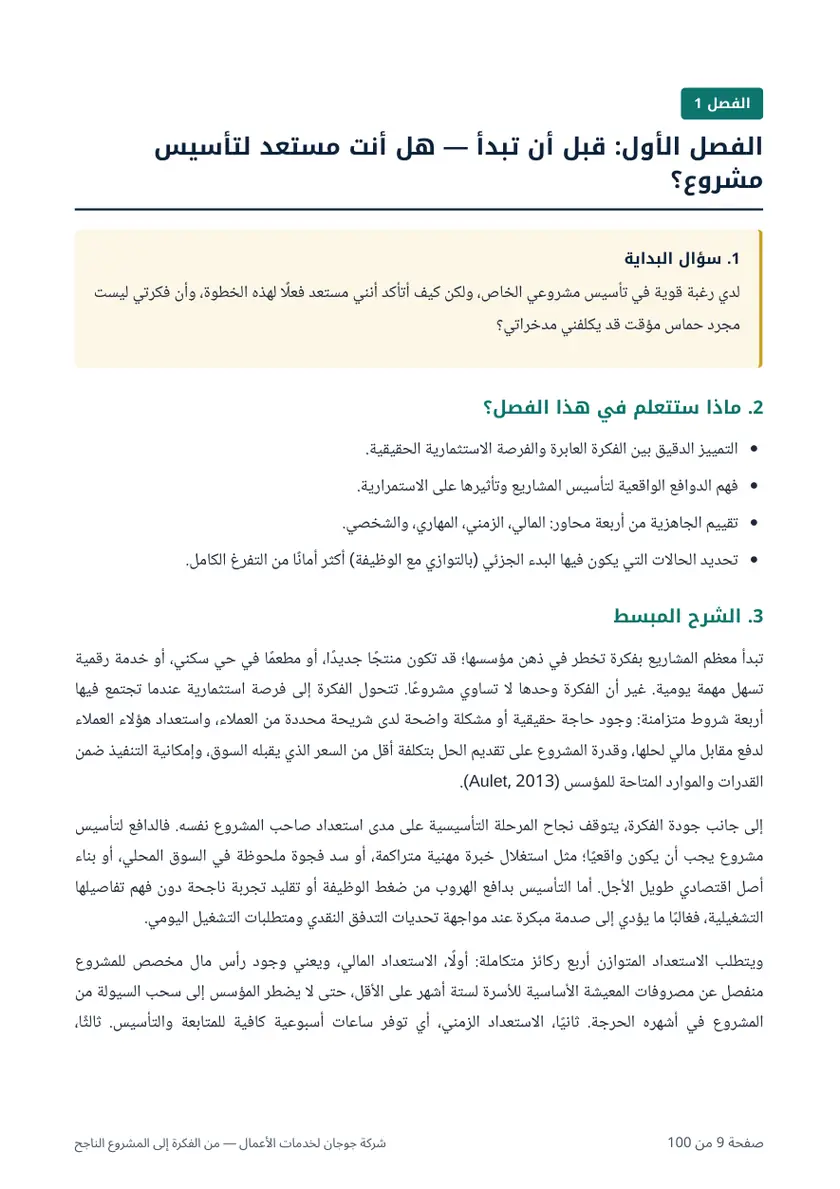 الفصل 1
الفصل الأول: قبل أن تبدأ — هل أنت مستعد لتأسيس
مشروع؟
1. سؤال البداية
لدي رغبة قوية في تأسيس مشروعي الخاص، ولكن كيف أتأكد أنني مستعد فعلًا لهذه الخطوة، وأن فكرتي ليست
مجرد حماس مؤقت قد يكلفني مدخراتي؟
2. ماذا ستتعلم في هذا الفصل؟
• التمييز الدقيق بين الفكرة العابرة والفرصة الاستثمارية الحقيقية.
• فهم الدوافع الواقعية لتأسيس المشاريع وتأثيرها على الاستمرارية.
• تقييم الجاهزية من أربعة محاور: المالي، الزمني، المهاري، والشخصي.
• تحديد الحالات التي يكون فيها البدء الجزئي (بالتوازي مع الوظيفة) أكثر أمانًا من التفرغ الكامل.
3. الشرح المبسط
تبدأ معظم المشاريع بفكرة تخطر في ذهن مؤسسها؛ قد تكون منتجًا جديدًا، أو مطعمًا في حي سكني، أو خدمة رقمية
تسهل مهمة يومية. غير أن الفكرة وحدها لا تساوي مشروعًا. تتحول الفكرة إلى فرصة استثمارية عندما تجتمع فيها
أربعة شروط متزامنة: وجود حاجة حقيقية أو مشكلة واضحة لدى شريحة محددة من العملاء، واستعداد هؤلاء العملاء
لدفع مقابل مالي لحلها، وقدرة المشروع على تقديم الحل بتكلفة أقل من السعر الذي يقبله السوق، وإمكانية التنفيذ ضمن
القدرات والموارد المتاحة للمؤسس (Aulet, 2013).
إلى جانب جودة الفكرة، يتوقف نجاح المرحلة التأسيسية على مدى استعداد صاحب المشروع نفسه. فالدافع لتأسيس
مشروع يجب أن يكون واقعيًا؛ مثل استغلال خبرة مهنية متراكمة، أو سد فجوة ملحوظة في السوق المحلي، أو بناء
أصل اقتصادي طويل الأجل. أما التأسيس بدافع الهروب من ضغط الوظيفة أو تقليد تجربة ناجحة دون فهم تفاصيلها
التشغيلية، فغالبًا ما يؤدي إلى صدمة مبكرة عند مواجهة تحديات التدفق النقدي ومتطلبات التشغيل اليومي.
ويتطلب الاستعداد المتوازن أربع ركائز متكاملة: أولًا، الاستعداد المالي، ويعني وجود رأس مال مخصص للمشروع
منفصل عن مصروفات المعيشة الأساسية للأسرة لستة أشهر على الأقل، حتى لا يضطر المؤسس إلى سحب السيولة من
المشروع في أشهره الحرجة. ثانيًا، الاستعداد الزمني، أي توفر ساعات أسبوعية كافية للمتابعة والتأسيس. ثالثًا،
صفحة 9 من 100
شركة جوجان لخدمات الأعمال — من الفكرة إلى المشروع الناجح